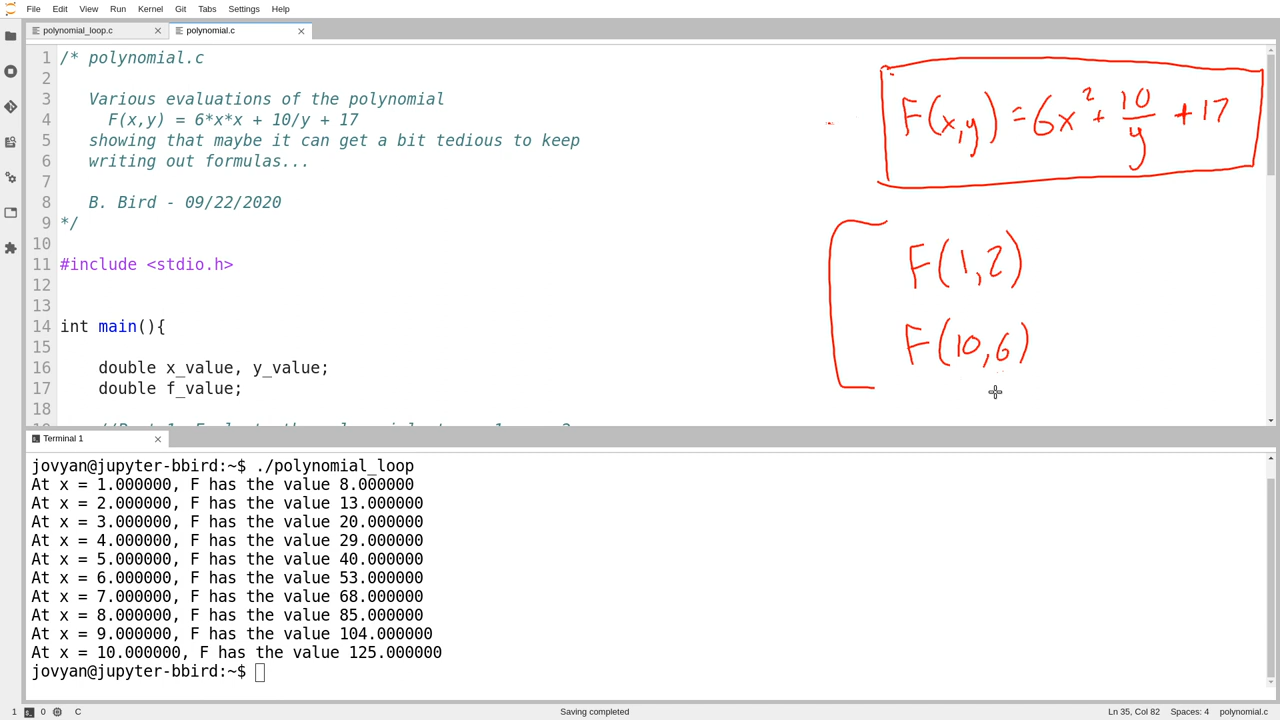 File Edit View Run Kernel Git Tabs Settings Help
polynomial_loop.c × polynomial.c ×
1 /* polynomial.c
2
3 Various evaluations of the polynomial
4 F(x,y) = 6*x*x + 10/y + 17
5 showing that maybe it can get a bit tedious to keep
6 writing out formulas...
7
8 B. Bird - 09/22/2020
9 */
10
11 #include <stdio.h>
12
13
14 int main(){
15
16 double x_value, y_value;
17 double f_value;
18
F(x,y) = 6x² + 10/y + 17
F(1,2)
F(10,6)
Terminal 1 ×
jovyan@jupyter-bbird:~$ ./polynomial_loop
At x = 1.000000, F has the value 8.000000
At x = 2.000000, F has the value 13.000000
At x = 3.000000, F has the value 20.000000
At x = 4.000000, F has the value 29.000000
At x = 5.000000, F has the value 40.000000
At x = 6.000000, F has the value 53.000000
At x = 7.000000, F has the value 68.000000
At x = 8.000000, F has the value 85.000000
At x = 9.000000, F has the value 104.000000
At x = 10.000000, F has the value 125.000000
jovyan@jupyter-bbird:~$
1 0 C Saving completed Ln 35, Col 82 Spaces: 4 polynomial.c